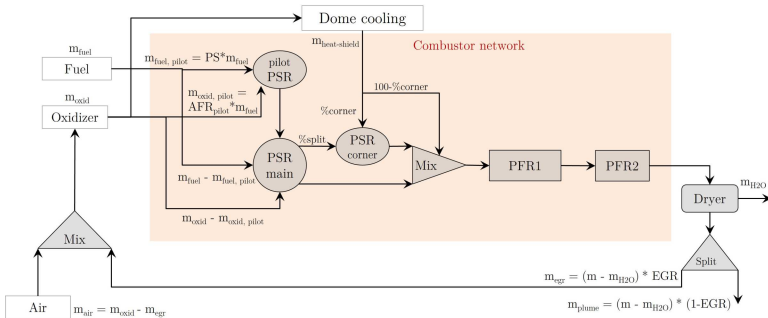 Dome cooling
m_heat-shield
Combustor network
m_fuel
Fuel
m_fuel, pilot = PS*m_fuel
pilot
PSR
100-%corner
m_oxid
Oxidizer
m_oxid, pilot =
AFR_pilot*m_fuel
%corner
%split
PSR
corner
PSR
main
Mix
PFR1
PFR2
m_fuel - m_fuel, pilot
m_H2O
Dryer
m_oxid - m_oxid, pilot
Mix
Split
m_egr = (m - m_H2O) * EGR
Air
m_air = m_oxid - m_egr
m_plume = (m - m_H2O) * (1-EGR)